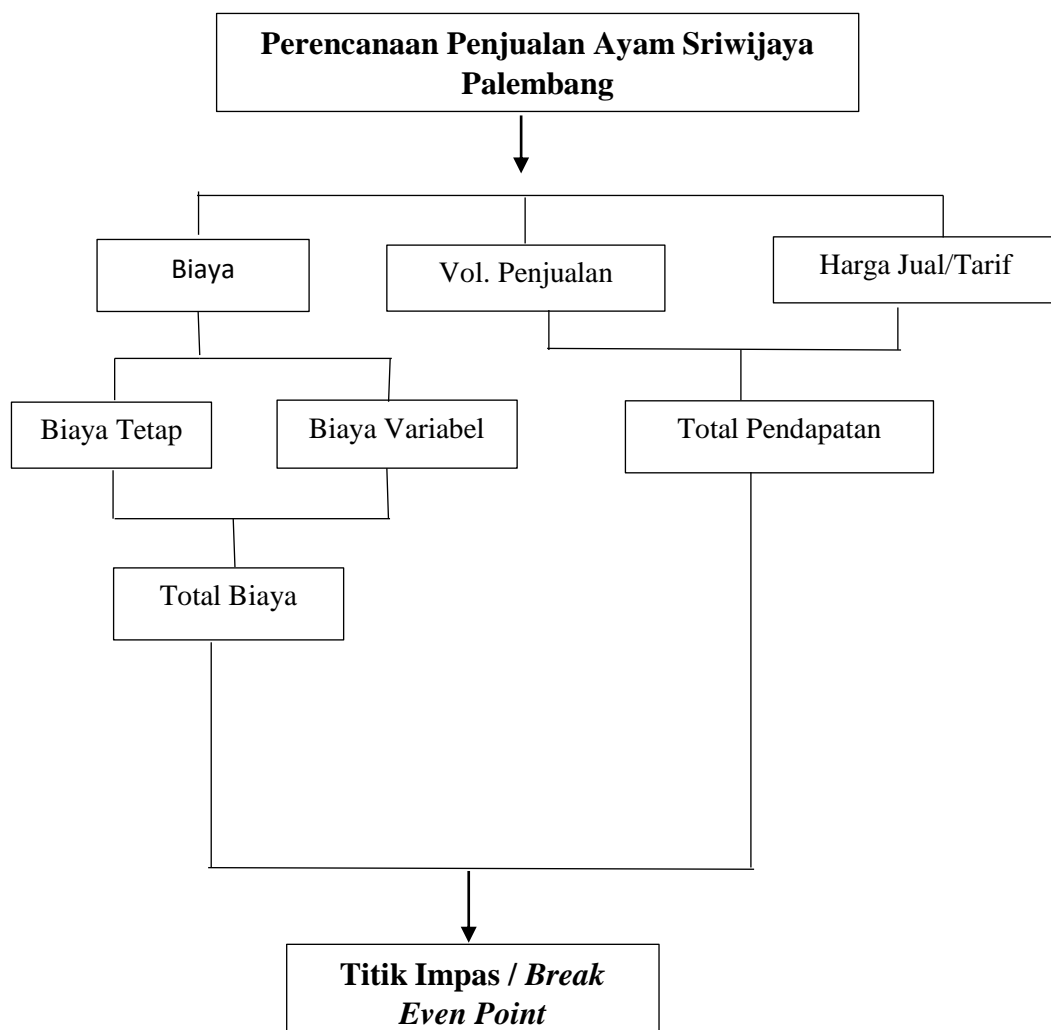 Perencanaan Penjualan Ayam Sriwijaya
Palembang
Biaya
Vol. Penjualan
Harga Jual/Tarif
Biaya Tetap
Biaya Variabel
Total Pendapatan
Total Biaya
Titik Impas / Break
Even Point